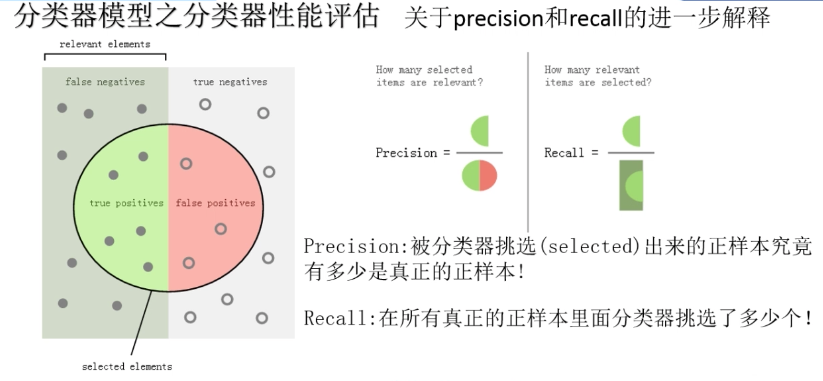 分类器模型之分类器性能评估 关于precision和recall的进一步解释
relevant elements
false negatives true negatives
true positives false positives
selected elements
How many selected
items are relevant?
Precision =
How many relevant
items are selected?
Recall =
Precision:被分类器挑选(selected)出来的正样本究竟
有多少是真正的正样本!
Recall:在所有真正的正样本里面分类器挑选了多少个!